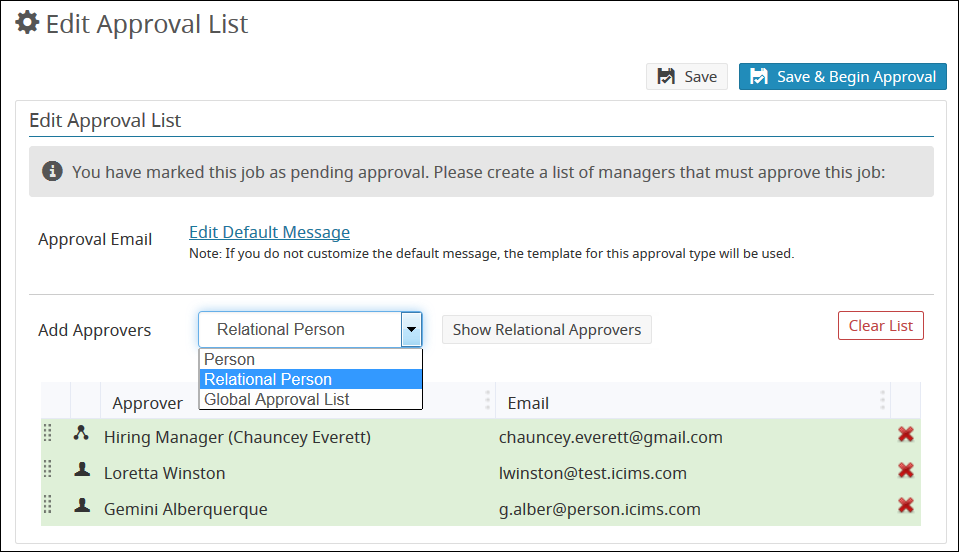 Edit Approval List
Save
Save & Begin Approval
Edit Approval List
You have marked this job as pending approval. Please create a list of managers that must approve this job:
Approval Email
Edit Default Message
Note: If you do not customize the default message, the template for this approval type will be used.
Add Approvers
Relational Person
Show Relational Approvers
Clear List
Person
Relational Person
Global Approval List
Approver
Email
Hiring Manager (Chauncey Everett)
chauncey.everett@gmail.com
Loretta Winston
lwinston@test.icims.com
Gemini Alberquerque
g.alber@person.icims.com